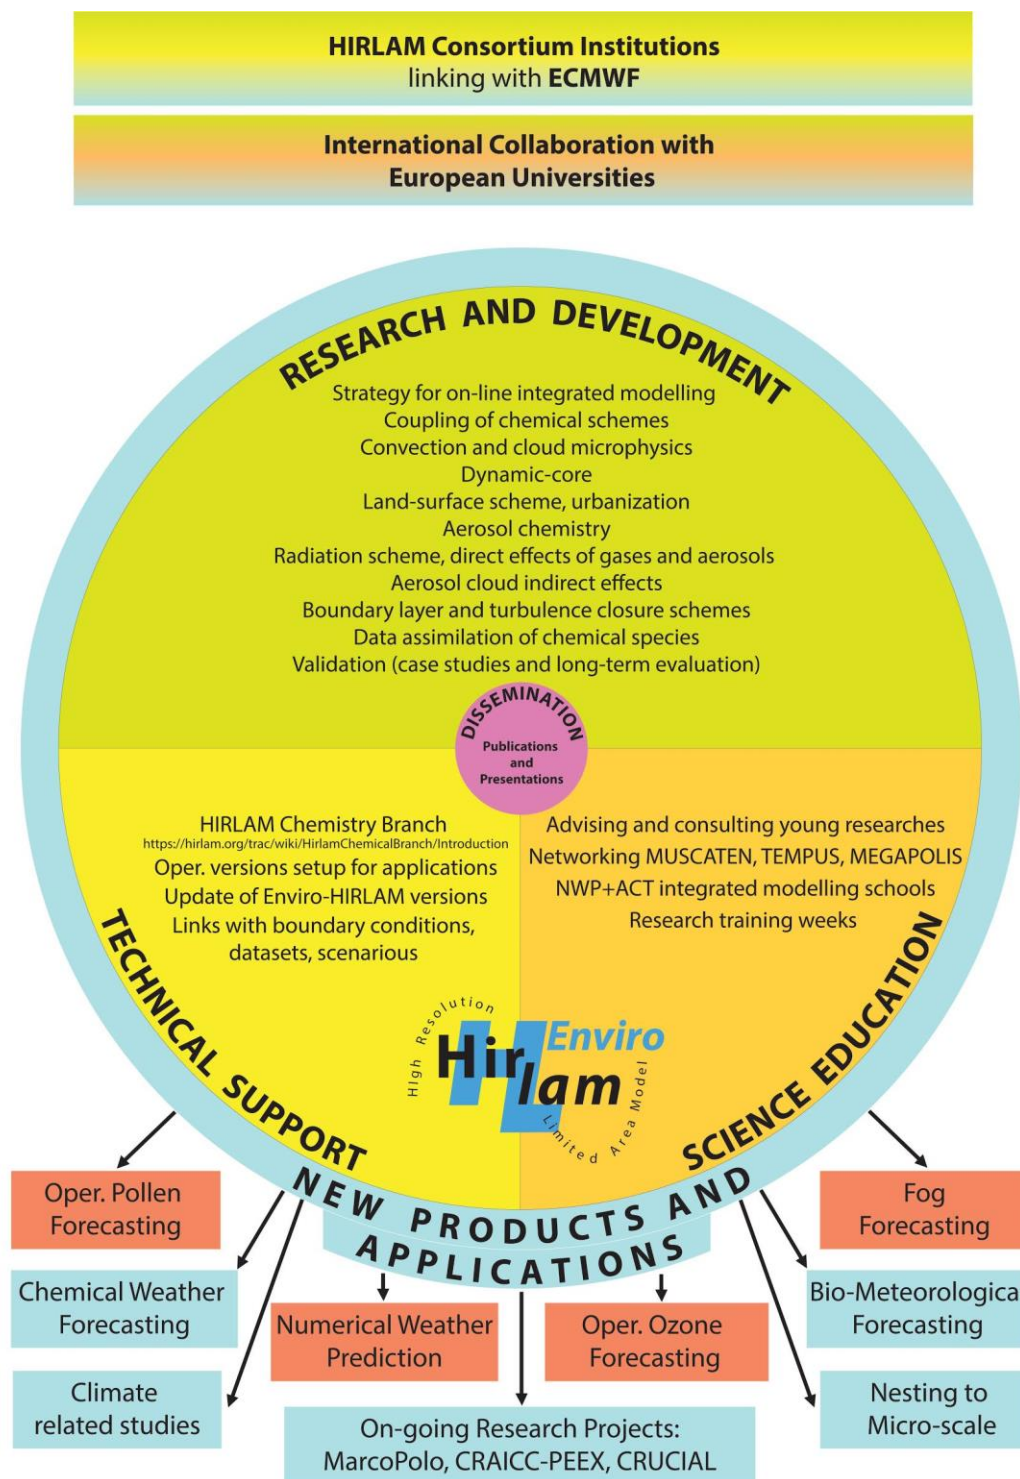 HIRLAM Consortium Institutions
linking with ECMWF
International Collaboration with
European Universities
RESEARCH AND DEVELOPMENT
Strategy for on-line integrated modelling
Coupling of chemical schemes
Convection and cloud microphysics
Dynamic-core
Land-surface scheme, urbanization
Aerosol chemistry
Radiation scheme, direct effects of gases and aerosols
Aerosol cloud indirect effects
Boundary layer and turbulence closure schemes
Data assimilation of chemical species
Validation (case studies and long-term evaluation)
DISSEMINATION
Publications
and
Presentations
HIRLAM Chemistry Branch
https://hirlam.org/trac/wiki/HirlamChemicalBranch/Introduction
Oper. versions setup for applications
Update of Enviro-HIRLAM versions
Links with boundary conditions,
datasets, scenarious
TECHNICAL SUPPORT
Advising and consulting young researches
Networking MUSCATEN, TEMPUS, MEGAPOLIS
NWP+ACT integrated modelling schools
Research training weeks
SCIENCE EDUCATION
HIgh Resolution
Enviro
Hir
lam
Limited Area Model
NEW PRODUCTS AND
APPLICATIONS
Oper. Pollen
Forecasting
Fog
Forecasting
Chemical Weather
Forecasting
Bio-Meteorological
Forecasting
Numerical Weather
Prediction
Oper. Ozone
Forecasting
Climate
related studies
Nesting to
Micro-scale
On-going Research Projects:
MarcoPolo, CRAICC-PEEX, CRUCIAL